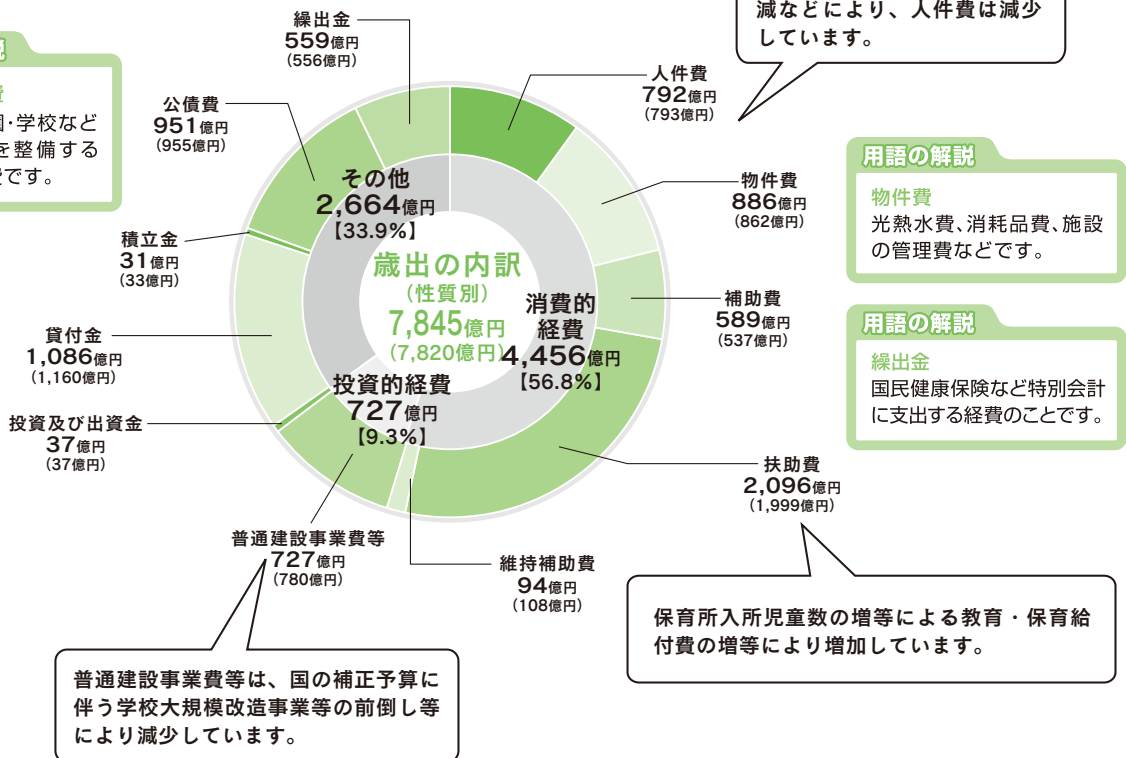 繰出金
559億円
(556億円)
減などにより、人件費は減少
しています。
人件費
792億円
(793億円)
公債費
951億円
(955億円)
説
費
園・学校など
を整備する
費です。
その他
2,664億円
【33.9%】
物件費
886億円
(862億円)
用語の解説
物件費
光熱水費、消耗品費、施設
の管理費などです。
積立金
31億円
(33億円)
歳出の内訳
(性質別)
7,845億円
(7,820億円)
消費的
経費
4,456億円
【56.8%】
補助費
589億円
(537億円)
用語の解説
繰出金
国民健康保険など特別会計
に支出する経費のことです。
貸付金
1,086億円
(1,160億円)
投資的経費
727億円
【9.3%】
投資及び出資金
37億円
(37億円)
扶助費
2,096億円
(1,999億円)
普通建設事業費等
727億円
(780億円)
維持補助費
94億円
(108億円)
保育所入所児童数の増等による教育・保育給
付費の増等により増加しています。
普通建設事業費等は、国の補正予算に
伴う学校大規模改造事業等の前倒し等
により減少しています。